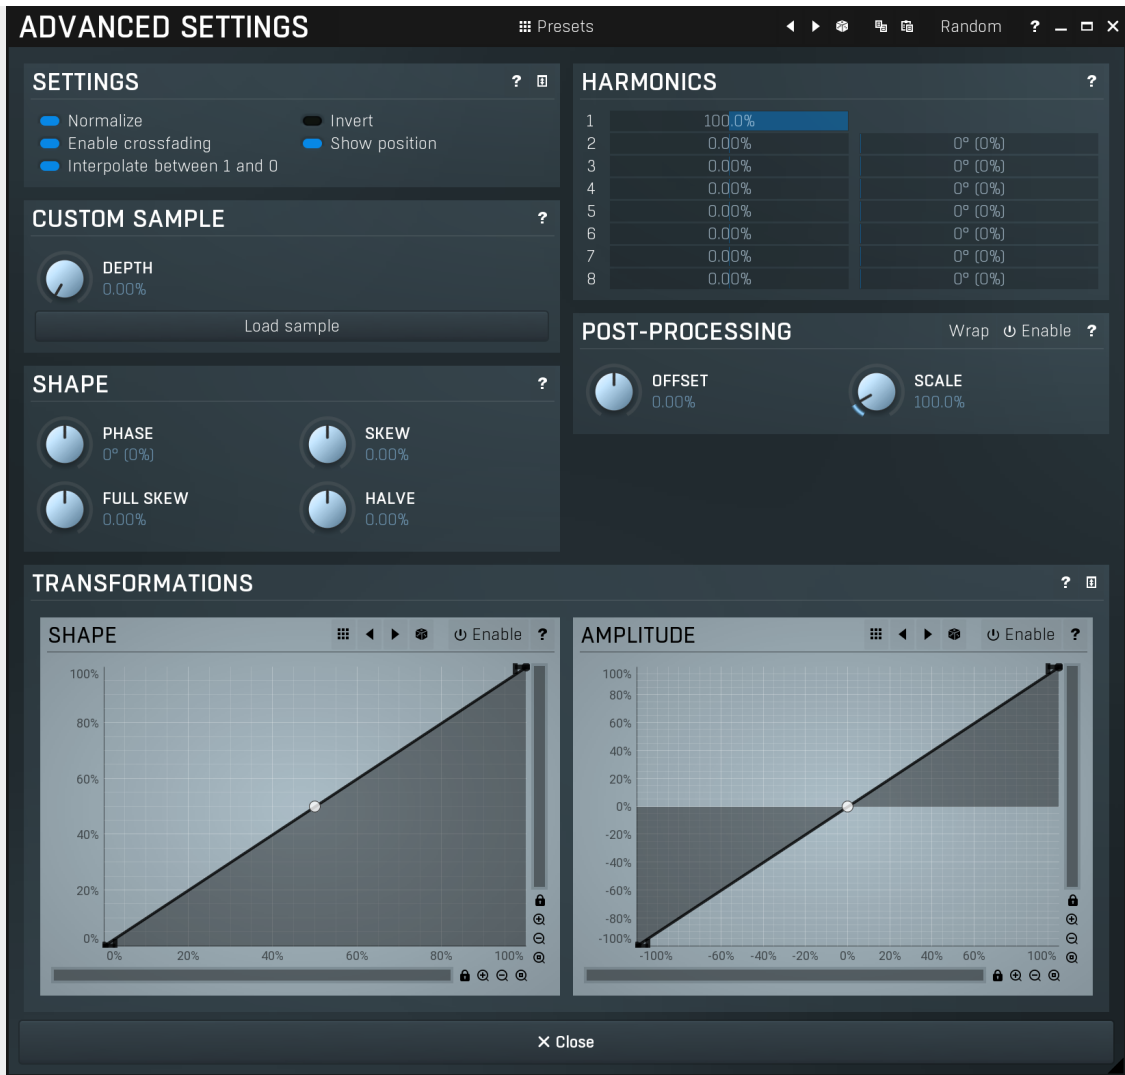 ADVANCED SETTINGS Presets Random ?
SETTINGS ?
Normalize Invert
Enable crossfading Show position
Interpolate between 1 and 0
CUSTOM SAMPLE ?
DEPTH
0.00%
Load sample
SHAPE ?
PHASE SKEW
0° (0%) 0.00%
FULL SKEW HALVE
0.00% 0.00%
HARMONICS ?
1 100.0%
2 0.00% 0° (0%)
3 0.00% 0° (0%)
4 0.00% 0° (0%)
5 0.00% 0° (0%)
6 0.00% 0° (0%)
7 0.00% 0° (0%)
8 0.00% 0° (0%)
POST-PROCESSING Wrap Enable ?
OFFSET SCALE
0.00% 100.0%
TRANSFORMATIONS ?
SHAPE Enable ?
100%
80%
60%
40%
20%
0%
0% 20% 40% 60% 80% 100%
AMPLITUDE Enable ?
100%
80%
60%
40%
20%
0%
-20%
-40%
-60%
-80%
-100%
-100% -60% -40% -20% 0% 20% 40% 60% 100%
Close